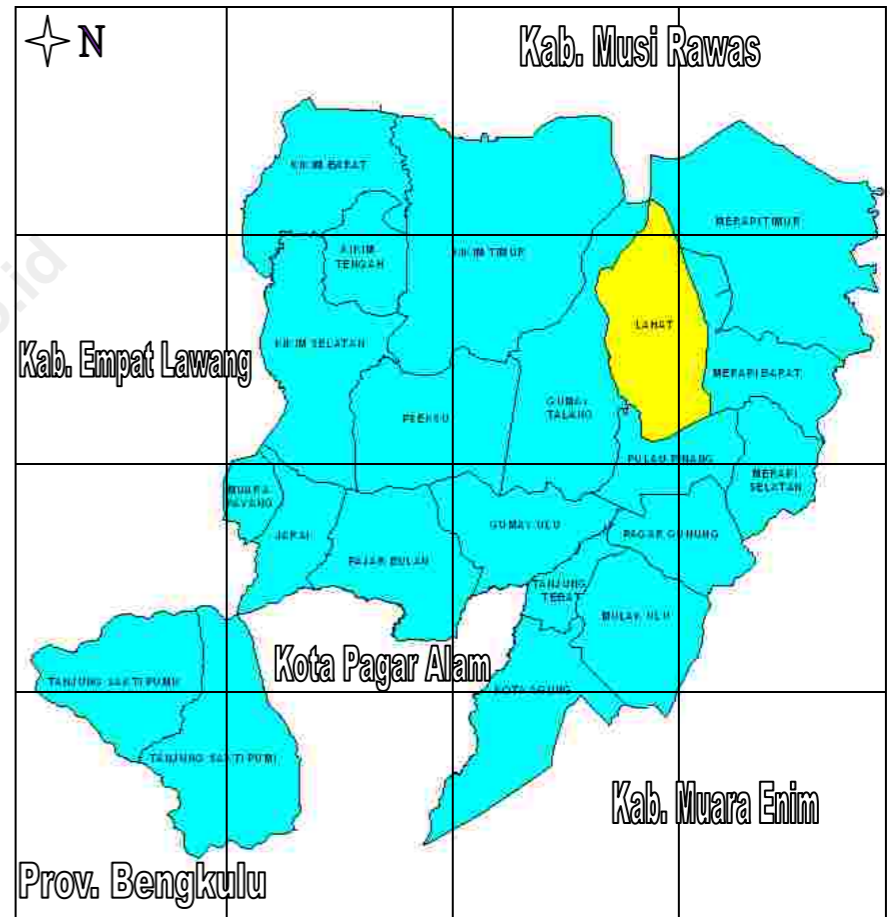 N
Kab. Musi Rawas
KIKIM BARAT
MERAPI TIMUR
KIKIM
TENGAH
KIKIM TIMUR
LAHAT
KIKIM SELATAN
Kab. Empat Lawang
MERAPI BARAT
GUMAY
TALANG
PULAU PINANG
MERAPI
SELATAN
MUARA
PAYANG
GUMAY ULU
JARAI
PAGAR GUNUNG
PAJAR BULAN
TANJUNG
TEBAT
MULAK ULU
Kota Pagar Alam
TANJUNG SAKTI PUMU
KOTA AGUNG
TANJUNG SAKTI PUMI
Kab. Muara Enim
Prov. Bengkulu